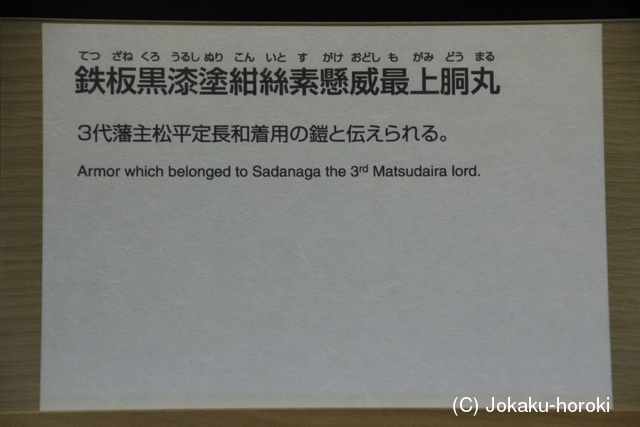 てつ ざね くろ うるし ぬり こん いと す がけ おどし も がみ どう まる
鉄板黒漆塗紺絲素懸威最上胴丸
3代藩主松平定長和着用の鎧と伝えられる。
Armor which belonged to Sadanaga the 3rd Matsudaira lord.
(C) Jokaku-horoki